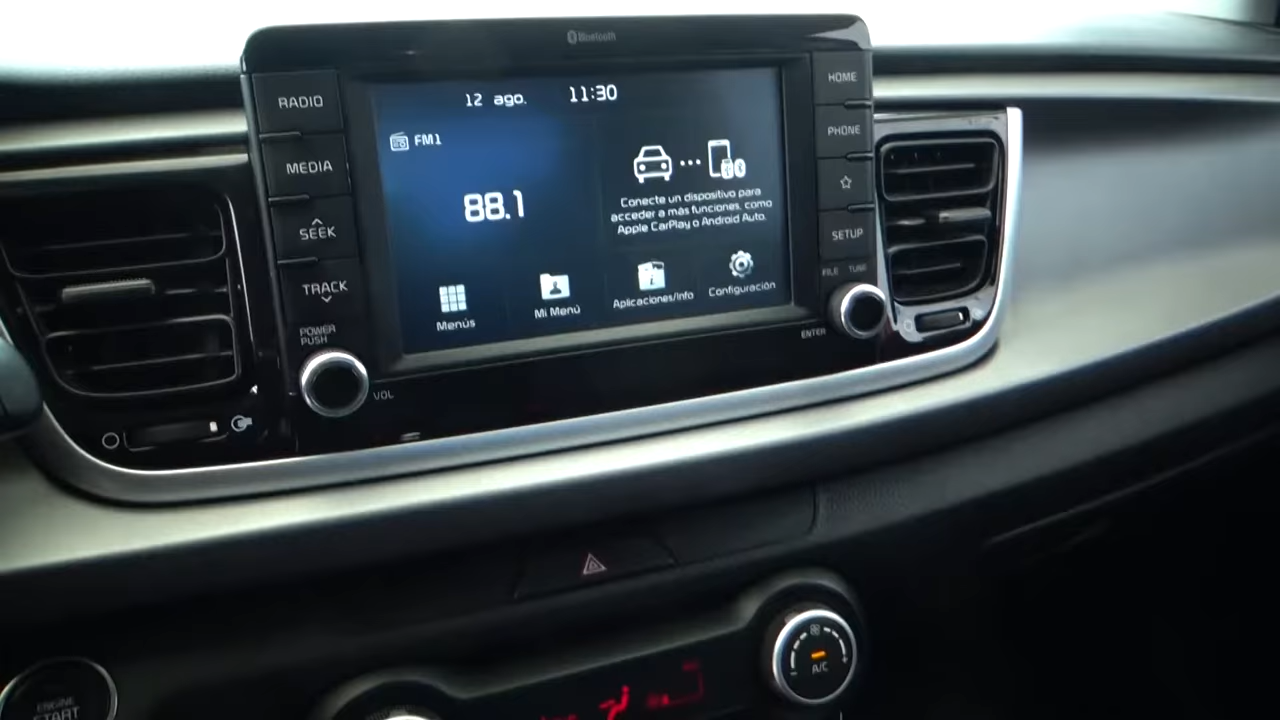 Bluetooth
RADIO
MEDIA
SEEK
TRACK
POWER
PUSH
VOL
12 ago. 11:30
FM1
88.1
Conecte un dispositivo para
acceder a más funciones, como
Apple CarPlay o Android Auto.
Menús
Mi Menú
Aplicaciones/Info
Configuración
HOME
PHONE
SETUP
FILE TUNE
ENTER
A/C
ENGINE
START